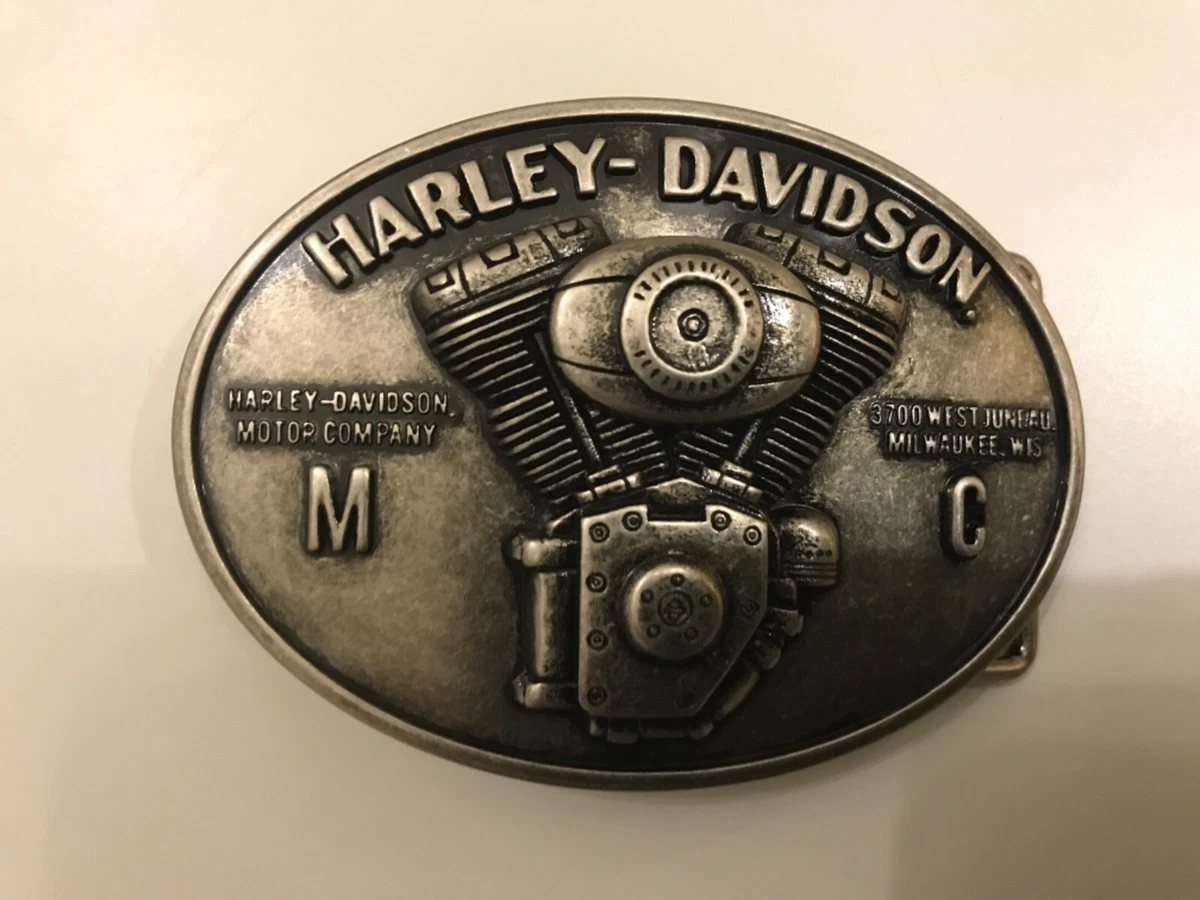 HARLEY-DAVIDSON.
HARLEY-DAVIDSON.
MOTOR COMPANY
M
3700 WEST JUNEAU.
MILWAUKEE. WIS
C